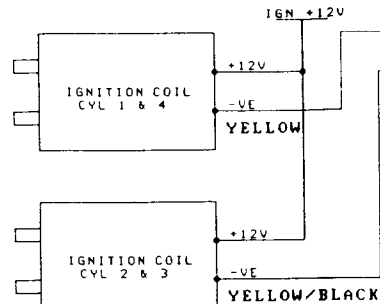 IGN +12V
+12V
IGNITION COIL
CYL 1 & 4
-VE
YELLOW
+12V
IGNITION COIL
CYL 2 & 3
-VE
YELLOW/BLACK